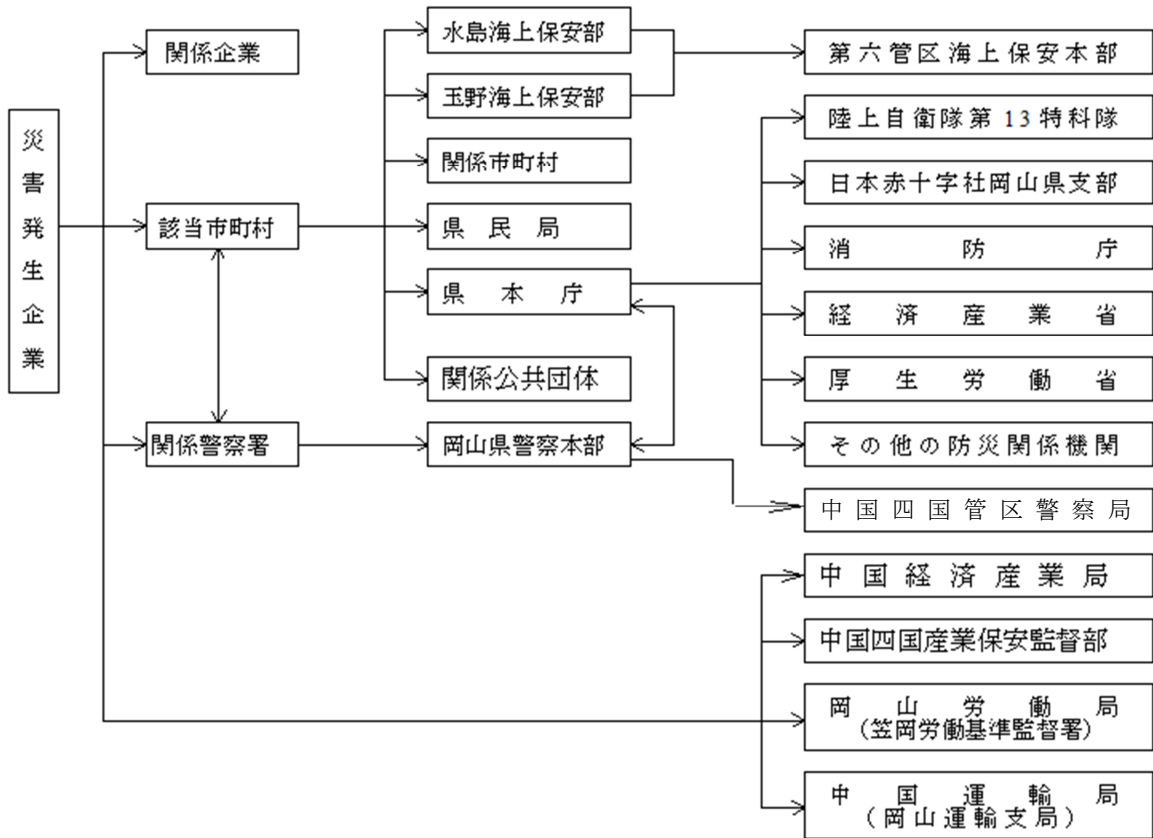 災害発生企業
関係企業
該当市町村
関係警察署
水島海上保安部
玉野海上保安部
関係市町村
県民局
県本庁
関係公共団体
岡山県警察本部
第六管区海上保安本部
陸上自衛隊第13特科隊
日本赤十字社岡山県支部
消防庁
経済産業省
厚生労働省
その他の防災関係機関
中国四国管区警察局
中国経済産業局
中国四国産業保安監督部
岡山労働局
(笠岡労働基準監督署)
中国運輸局
(岡山運輸支局)